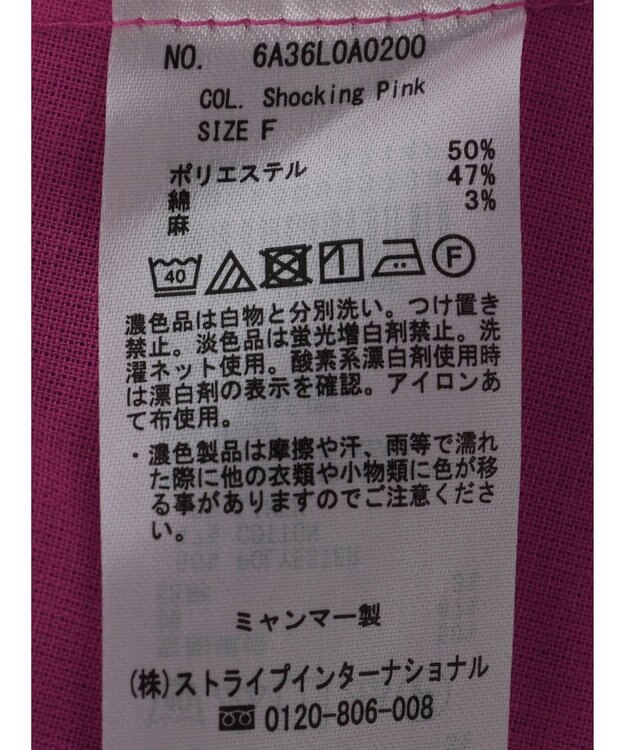 NO. 6A36L0A0200
COL. Shocking Pink
SIZE F
ポリエステル 50%
綿 47%
麻 3%
40 F
濃色品は白物と分別洗い。つけ置き
禁止。淡色品は蛍光増白剤禁止。洗
濯ネット使用。酸素系漂白剤使用時
は漂白剤の表示を確認。アイロンあ
て布使用。
・濃色製品は摩擦や汗、雨等で濡れ
た際に他の衣類や小物類に色が移
る事がありますのでご注意くださ
い。
ミャンマー製
(株)ストライプインターナショナル
0120-806-008